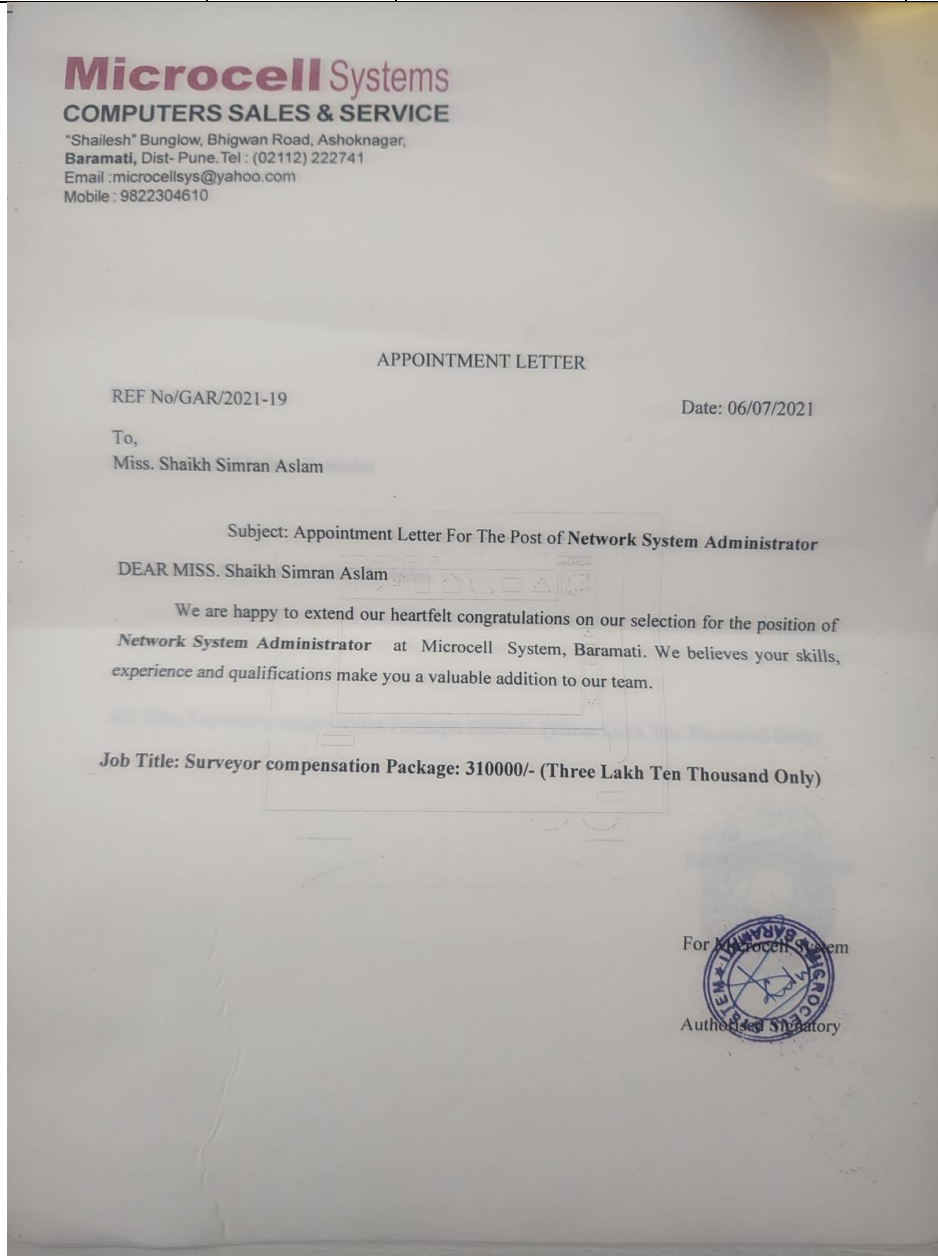 Microcell Systems
COMPUTERS SALES & SERVICE
"Shailesh" Bunglow, Bhigwan Road, Ashoknagar,
Baramati, Dist- Pune.Tel : (02112) 222741
Email :microcellsys@yahoo.com
Mobile : 9822304610
APPOINTMENT LETTER
REF No/GAR/2021-19
Date: 06/07/2021
To,
Miss. Shaikh Simran Aslam
Subject: Appointment Letter For The Post of Network System Administrator
DEAR MISS. Shaikh Simran Aslam
We are happy to extend our heartfelt congratulations on our selection for the position of
Network System Administrator at Microcell System, Baramati. We believes your skills,
experience and qualifications make you a valuable addition to our team.
Job Title: Surveyor compensation Package: 310000/- (Three Lakh Ten Thousand Only)
For Microcell System
MICROCELL SYSTEM ★ BARAMATI ★
Authorised Signatory